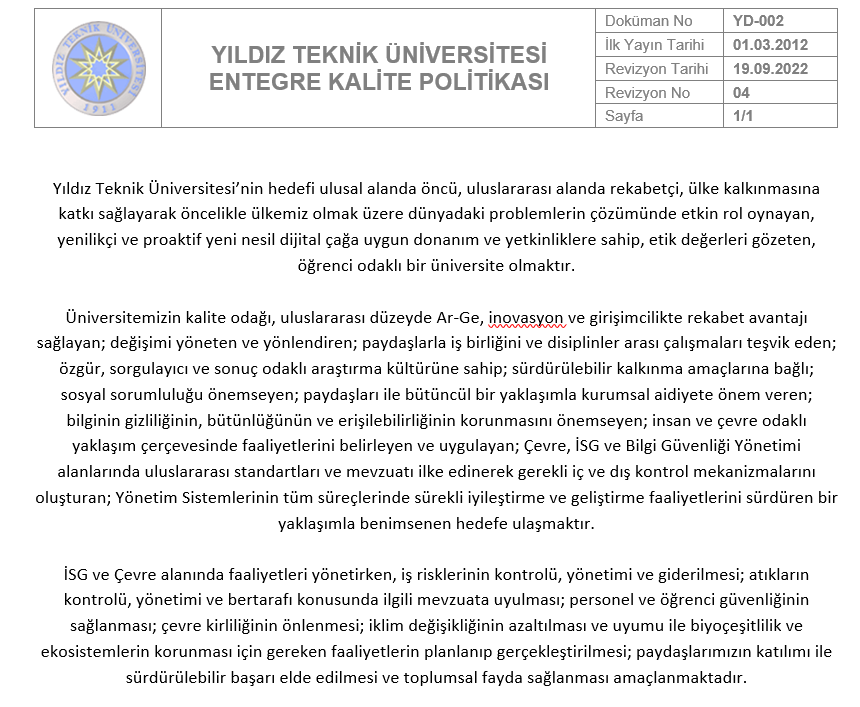 YILDIZ TEKNİK ÜNİVERSİTESİ
1911
YILDIZ TEKNİK ÜNİVERSİTESİ
ENTEGRE KALİTE POLİTİKASI
Doküman No YD-002
İlk Yayın Tarihi 01.03.2012
Revizyon Tarihi 19.09.2022
Revizyon No 04
Sayfa 1/1
Yıldız Teknik Üniversitesi’nin hedefi ulusal alanda öncü, uluslararası alanda rekabetçi, ülke kalkınmasına
katkı sağlayarak öncelikle ülkemiz olmak üzere dünyadaki problemlerin çözümünde etkin rol oynayan,
yenilikçi ve proaktif yeni nesil dijital çağa uygun donanım ve yetkinliklere sahip, etik değerleri gözeten,
öğrenci odaklı bir üniversite olmaktır.
Üniversitemizin kalite odağı, uluslararası düzeyde Ar-Ge, inovasyon ve girişimcilikte rekabet avantajı
sağlayan; değişimi yöneten ve yönlendiren; paydaşlarla iş birliğini ve disiplinler arası çalışmaları teşvik eden;
özgür, sorgulayıcı ve sonuç odaklı araştırma kültürüne sahip; sürdürülebilir kalkınma amaçlarına bağlı;
sosyal sorumluluğu önemseyen; paydaşları ile bütüncül bir yaklaşımla kurumsal aidiyete önem veren;
bilginin gizliliğinin, bütünlüğünün ve erişilebilirliğinin korunmasını önemseyen; insan ve çevre odaklı
yaklaşım çerçevesinde faaliyetlerini belirleyen ve uygulayan; Çevre, İSG ve Bilgi Güvenliği Yönetimi
alanlarında uluslararası standartları ve mevzuatı ilke edinerek gerekli iç ve dış kontrol mekanizmalarını
oluşturan; Yönetim Sistemlerinin tüm süreçlerinde sürekli iyileştirme ve geliştirme faaliyetlerini sürdüren bir
yaklaşımla benimsenen hedefe ulaşmaktır.
İSG ve Çevre alanında faaliyetleri yönetirken, iş risklerinin kontrolü, yönetimi ve giderilmesi; atıkların
kontrolü, yönetimi ve bertarafı konusunda ilgili mevzuata uyulması; personel ve öğrenci güvenliğinin
sağlanması; çevre kirliliğinin önlenmesi; iklim değişikliğinin azaltılması ve uyumu ile biyoçeşitlilik ve
ekosistemlerin korunması için gereken faaliyetlerin planlanıp gerçekleştirilmesi; paydaşlarımızın katılımı ile
sürdürülebilir başarı elde edilmesi ve toplumsal fayda sağlanması amaçlanmaktadır.